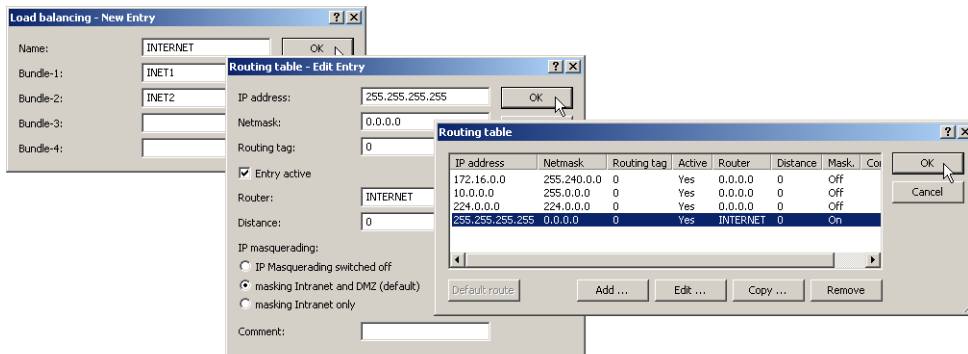 Load balancing - New Entry
Name: INTERNET OK
Bundle-1: INET1
Bundle-2: INET2
Bundle-3:
Bundle-4:
Routing table - Edit Entry
IP address: 255.255.255.255 OK
Netmask: 0.0.0.0
Routing tag: 0
Entry active
Router: INTERNET
Distance: 0
IP masquerading:
IP Masquerading switched off
masking Intranet and DMZ (default)
masking Intranet only
Comment:
Routing table
IP address Netmask Routing tag Active Router Distance Mask. OK
172.16.0.0 255.240.0.0 0 Yes 0.0.0.0 0 Off
10.0.0.0 255.0.0.0 0 Yes 0.0.0.0 0 Off
224.0.0.0 224.0.0.0 0 Yes 0.0.0.0 0 Off
255.255.255.255 0.0.0.0 0 Yes INTERNET 0 On
Cancel
Default route Add ... Edit ... Copy ... Remove